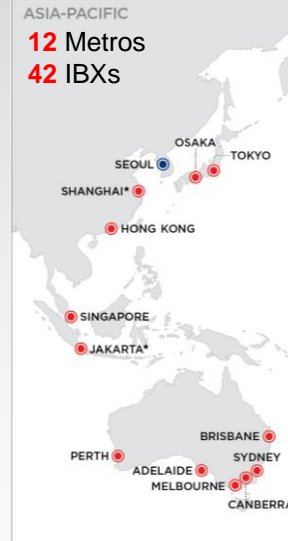 ASIA-PACIFIC
12 Metros
42 IBXs
OSAKA
TOKYO
SEOUL
SHANGHAI*
HONG KONG
SINGAPORE
JAKARTA*
BRISBANE
PERTH
SYDNEY
ADELAIDE
MELBOURNE
CANBERRA